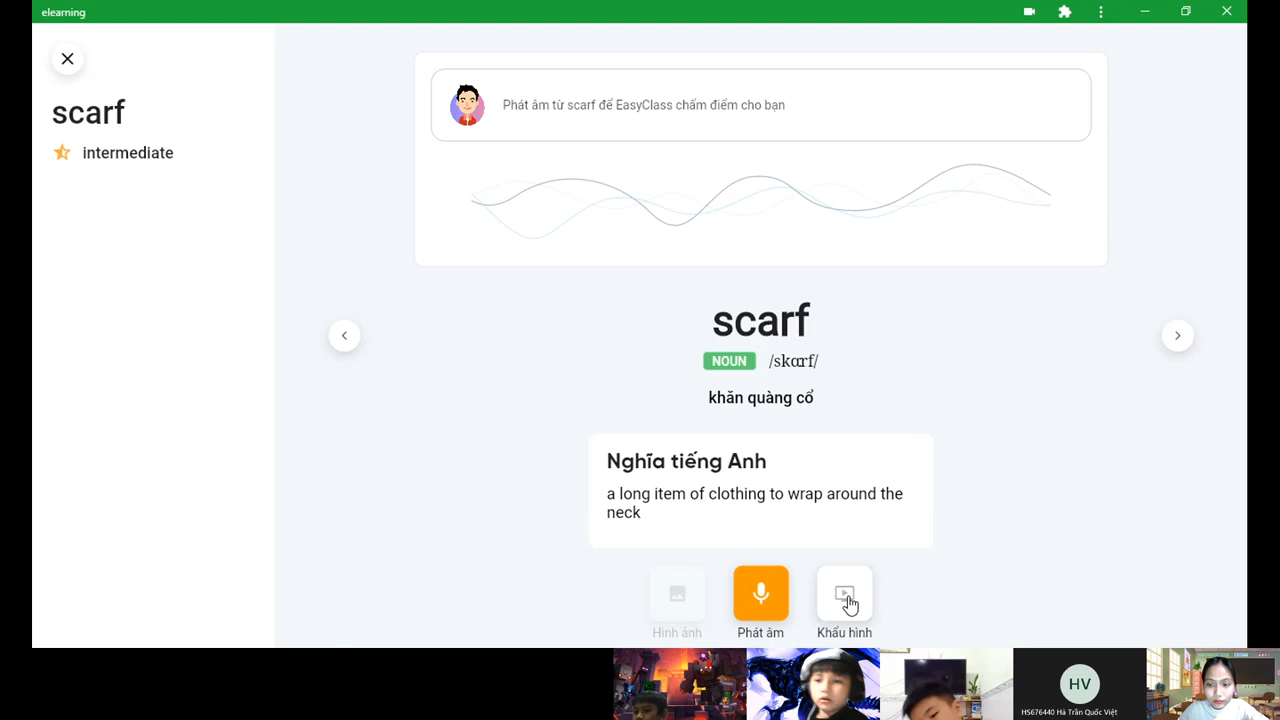 elearning
scarf
intermediate
Phát âm từ scarf để EasyClass chấm điểm cho bạn
scarf
NOUN /skɑrf/
khăn quàng cổ
Nghĩa tiếng Anh
a long item of clothing to wrap around the
neck
Hình ảnh
Phát âm
Khẩu hình
HV
HS676440 Hà Trần Quốc Việt